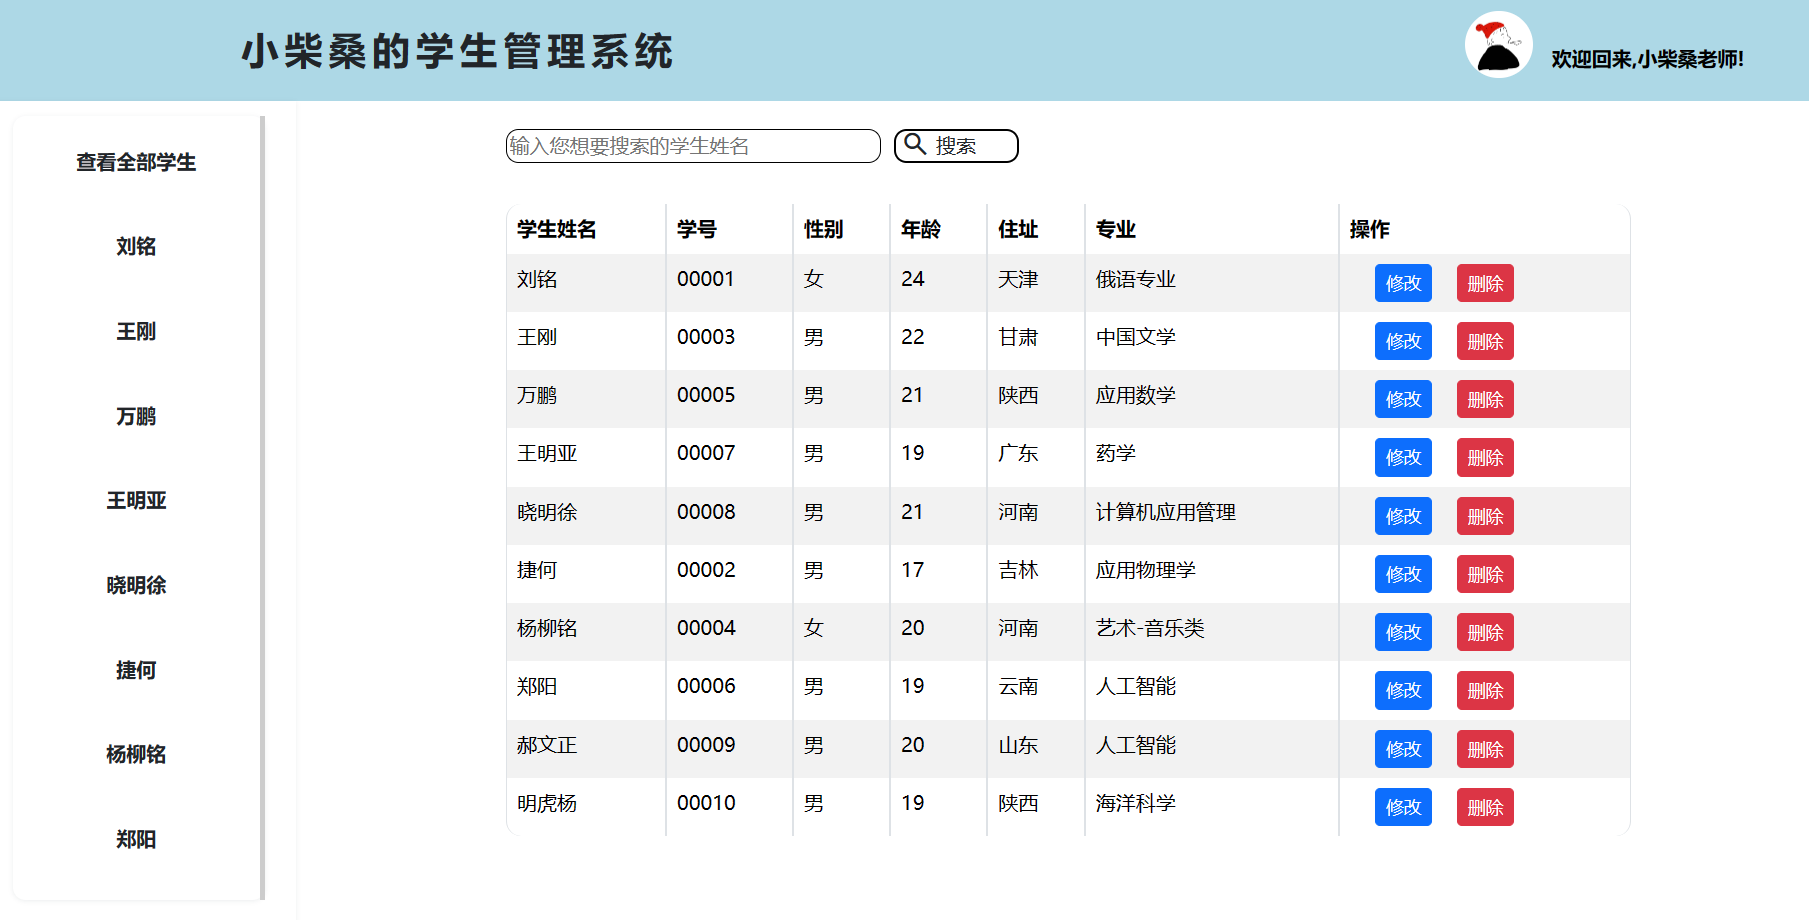 小柴桑的学生管理系统
欢迎回来,小柴桑老师!
查看全部学生
刘铭
王刚
万鹏
王明亚
晓明徐
捷何
杨柳铭
郑阳
输入您想要搜索的学生姓名 搜索
学生姓名 学号 性别 年龄 住址 专业 操作
刘铭 00001 女 24 天津 俄语专业 修改 删除
王刚 00003 男 22 甘肃 中国文学 修改 删除
万鹏 00005 男 21 陕西 应用数学 修改 删除
王明亚 00007 男 19 广东 药学 修改 删除
晓明徐 00008 男 21 河南 计算机应用管理 修改 删除
捷何 00002 男 17 吉林 应用物理学 修改 删除
杨柳铭 00004 女 20 河南 艺术-音乐类 修改 删除
郑阳 00006 男 19 云南 人工智能 修改 删除
郝文正 00009 男 20 山东 人工智能 修改 删除
明虎杨 00010 男 19 陕西 海洋科学 修改 删除